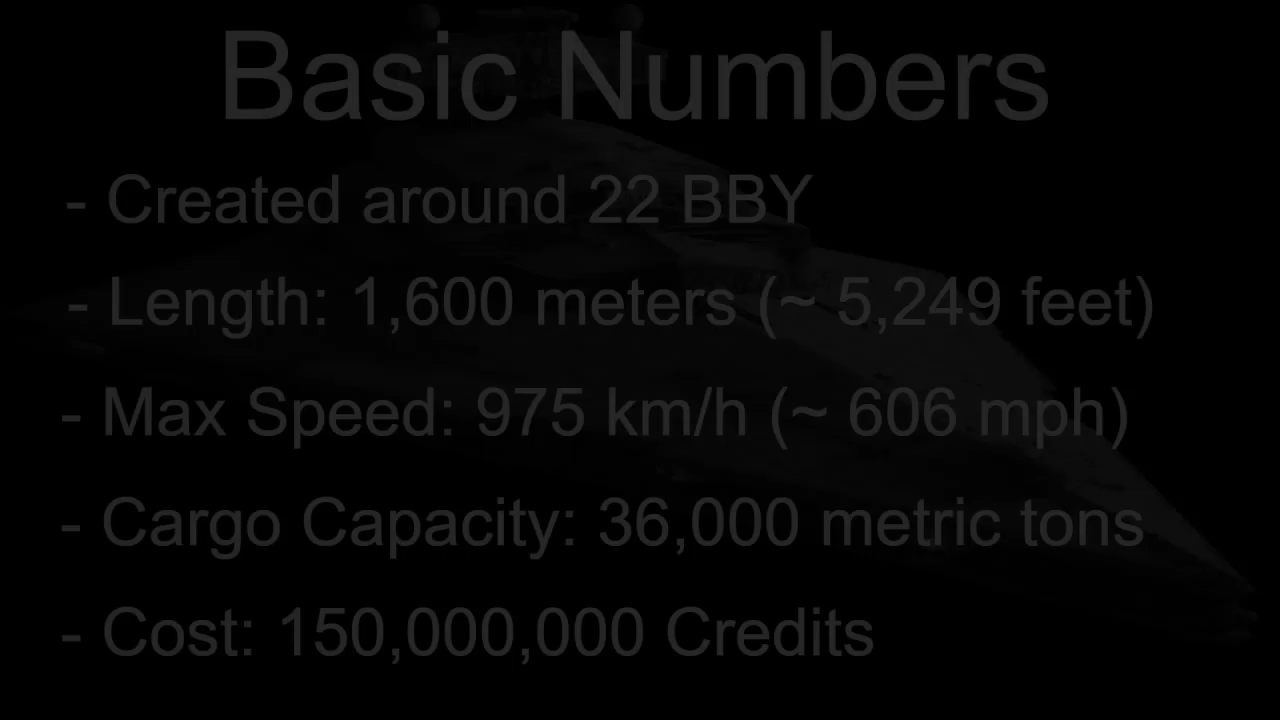 Basic Numbers
- Created around 22 BBY
- Length: 1,600 meters (~ 5,249 feet)
- Max Speed: 975 km/h (~ 606 mph)
- Cargo Capacity: 36,000 metric tons
- Cost: 150,000,000 Credits